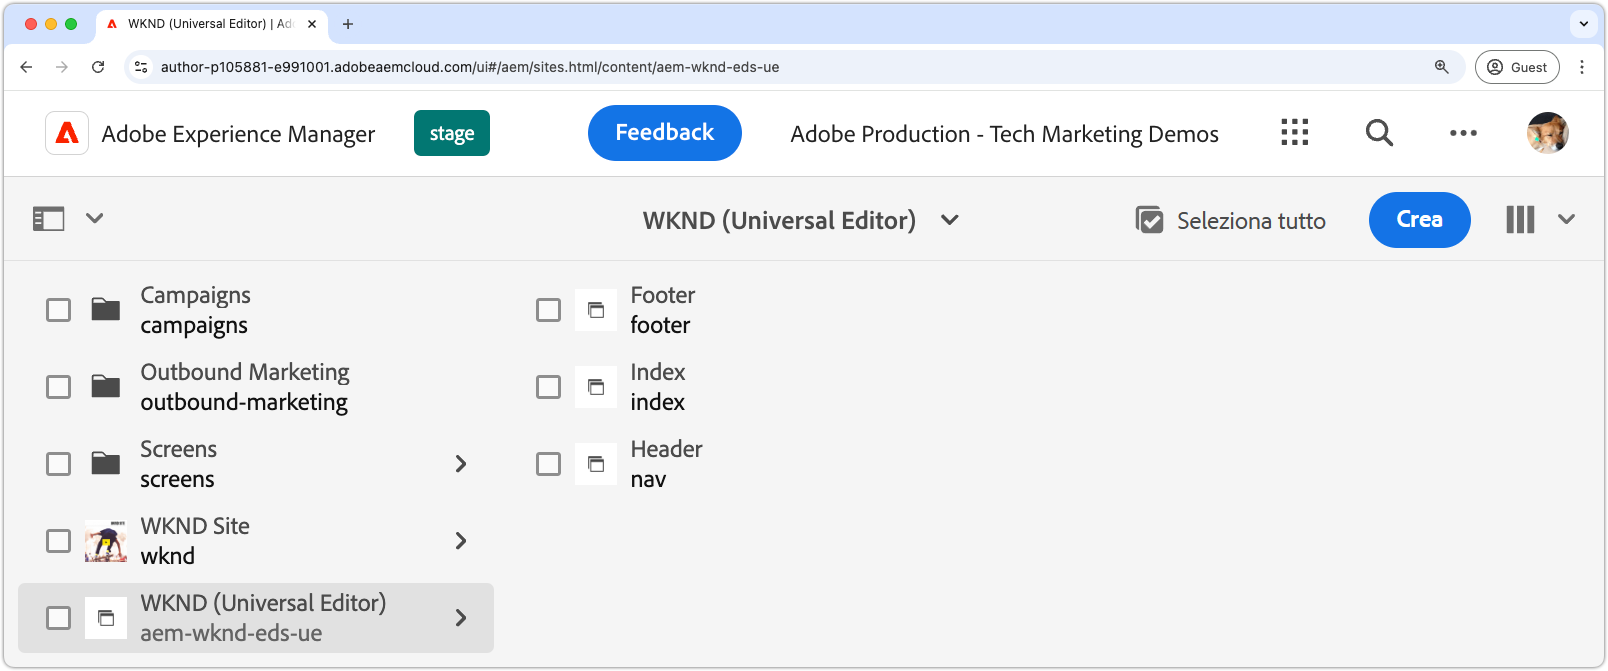 WKND (Universal Editor) | Ad
author-p105881-e991001.adobeaemcloud.com/ui#/aem/sites.html/content/aem-wknd-eds-ue
Guest
Adobe Experience Manager
stage
Feedback
Adobe Production - Tech Marketing Demos
WKND (Universal Editor)
Seleziona tutto
Crea
Campaigns
campaigns
Outbound Marketing
outbound-marketing
Screens
screens
WKND Site
wknd
WKND (Universal Editor)
aem-wknd-eds-ue
Footer
footer
Index
index
Header
nav